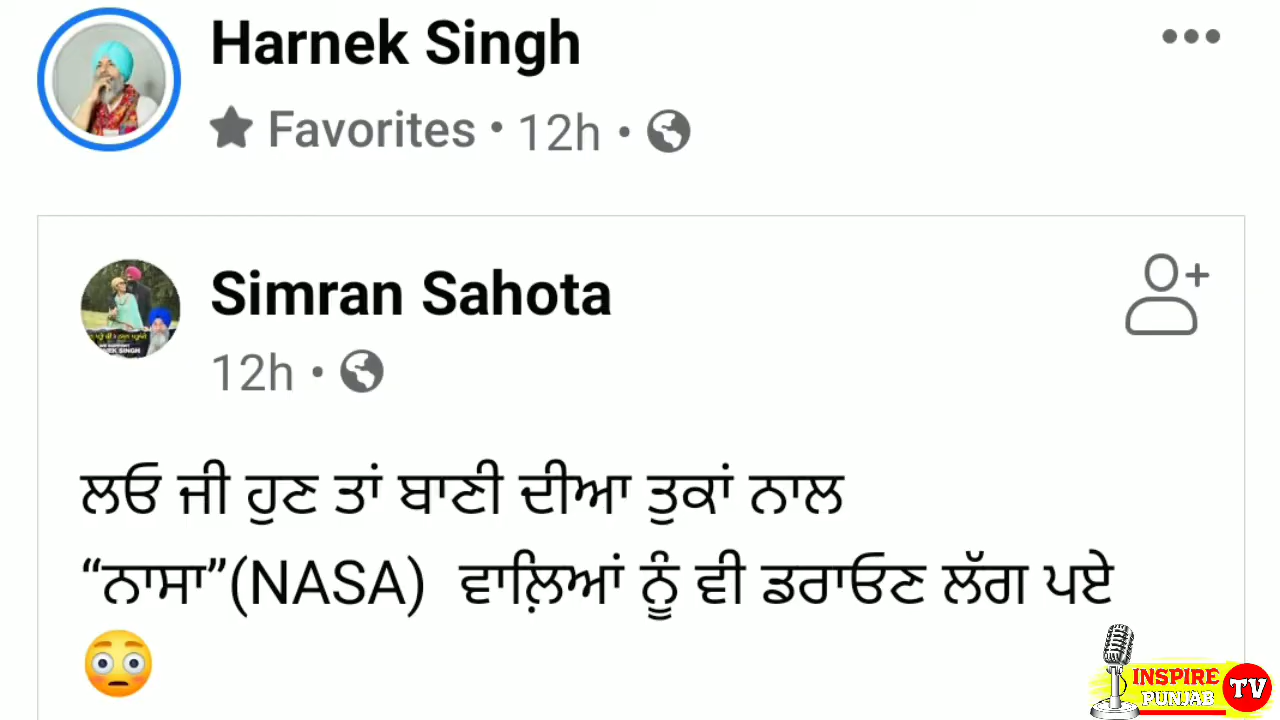 Harnek Singh
Favorites • 12h •
Simran Sahota
12h •
ਲਓ ਜੀ ਹੁਣ ਤਾਂ ਬਾਣੀ ਦੀਆ ਤੁਕਾਂ ਨਾਲ
“ਨਾਸਾ”(NASA) ਵਾਲ਼ਿਆਂ ਨੂੰ ਵੀ ਡਰਾਓਣ ਲੱਗ ਪਏ
😳
INSPIRE
PUNJAB
TV